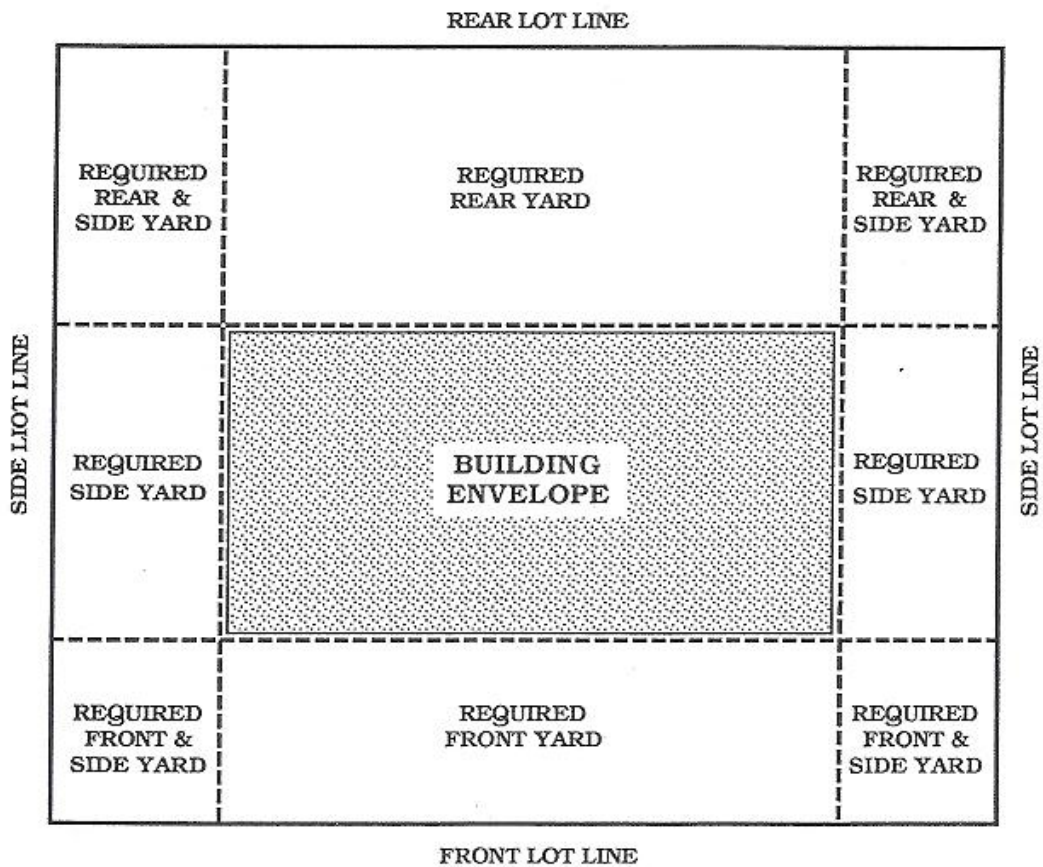 REAR LOT LINE
REQUIRED
REAR &
SIDE YARD
REQUIRED
REAR YARD
REQUIRED
REAR &
SIDE YARD
SIDE LIOT LINE
REQUIRED
SIDE YARD
BUILDING
ENVELOPE
REQUIRED
SIDE YARD
SIDE LOT LINE
REQUIRED
FRONT &
SIDE YARD
REQUIRED
FRONT YARD
REQUIRED
FRONT &
SIDE YARD
FRONT LOT LINE